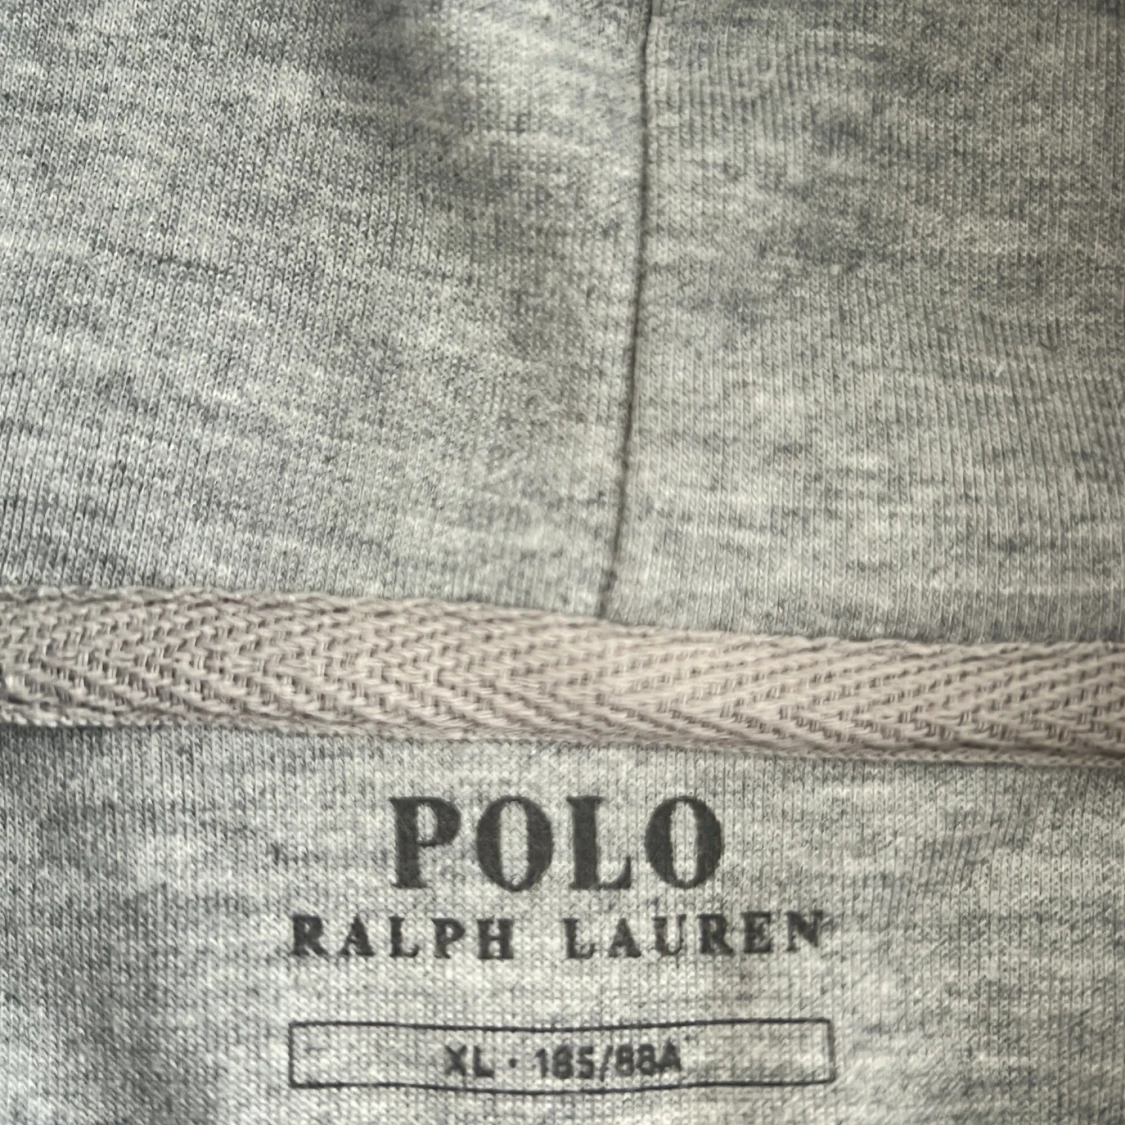 POLO
RALPH LAUREN
XL · 185/88A